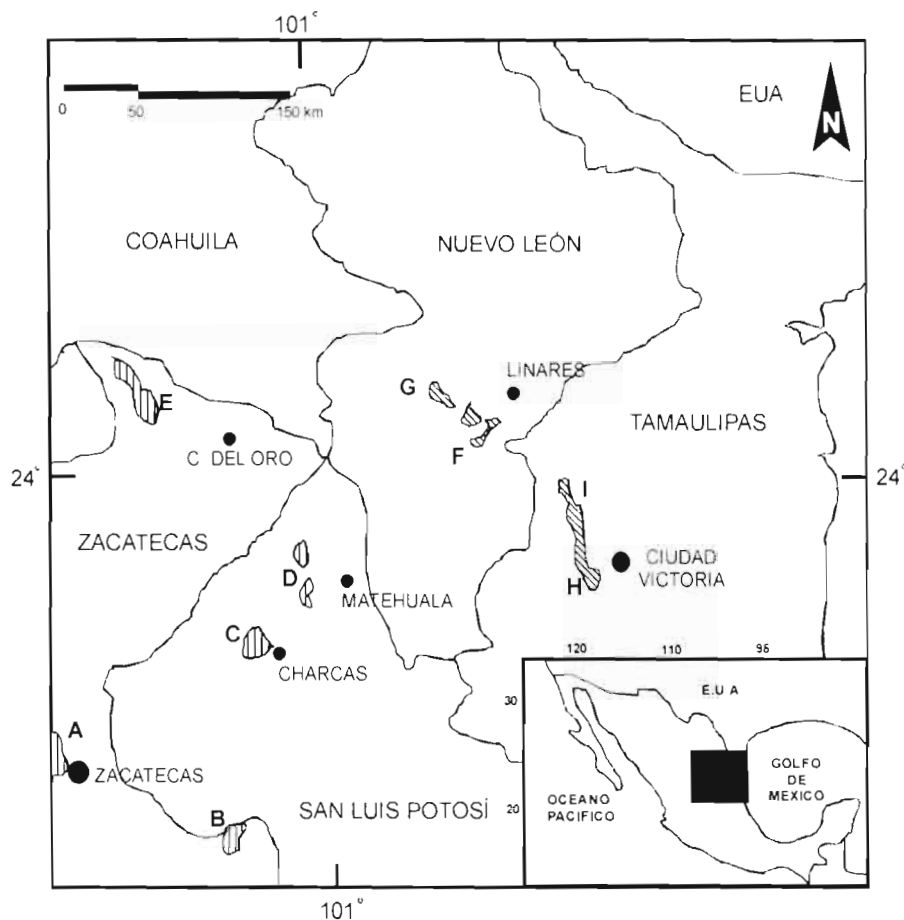 101°
0
50
150 km
EUA
N
COAHUILA
NUEVO LEÓN
LINARES
G
E
F
TAMAULIPAS
C DEL ORO
24°
24°
I
ZACATECAS
D
MATEHUALA
CIUDAD
VICTORIA
H
C
CHARCAS
120
110
96
30
E.U A
A
ZACATECAS
GOLFO
DE
MEXICO
OCEANO
PACIFICO
20
B
SAN LUIS POTOSÍ
101°